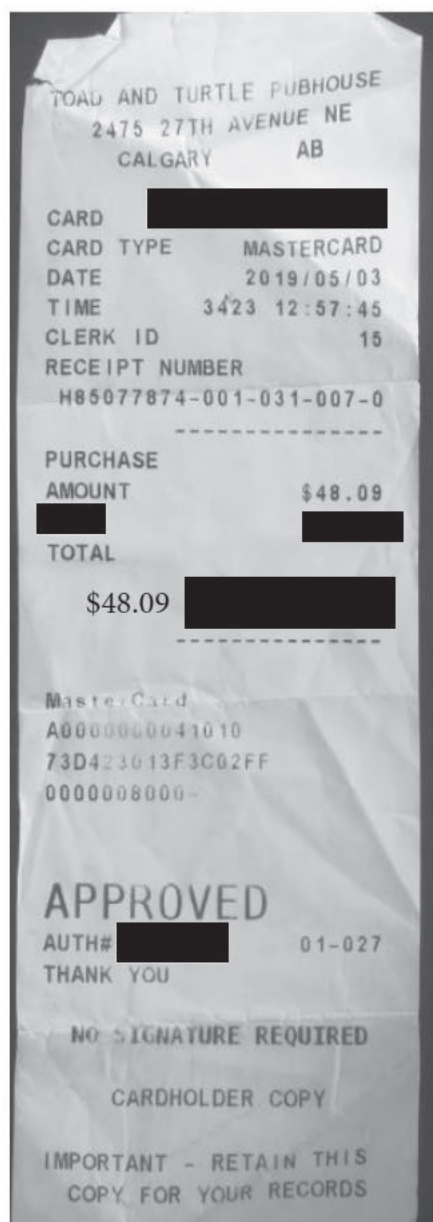 TOAD AND TURTLE PUBHOUSE
2475 27TH AVENUE NE
CALGARY AB
CARD
CARD TYPE MASTERCARD
DATE 2019/05/03
TIME 3423 12:57:45
CLERK ID 15
RECEIPT NUMBER
H85077874-001-031-007-0
---------------
PURCHASE
AMOUNT $48.09
TOTAL
$48.09
---------------
MasterCard
A0000000041010
73D423013F3C02FF
0000008000-
APPROVED
AUTH# 01-027
THANK YOU
NO SIGNATURE REQUIRED
CARDHOLDER COPY
IMPORTANT - RETAIN THIS
COPY FOR YOUR RECORDS